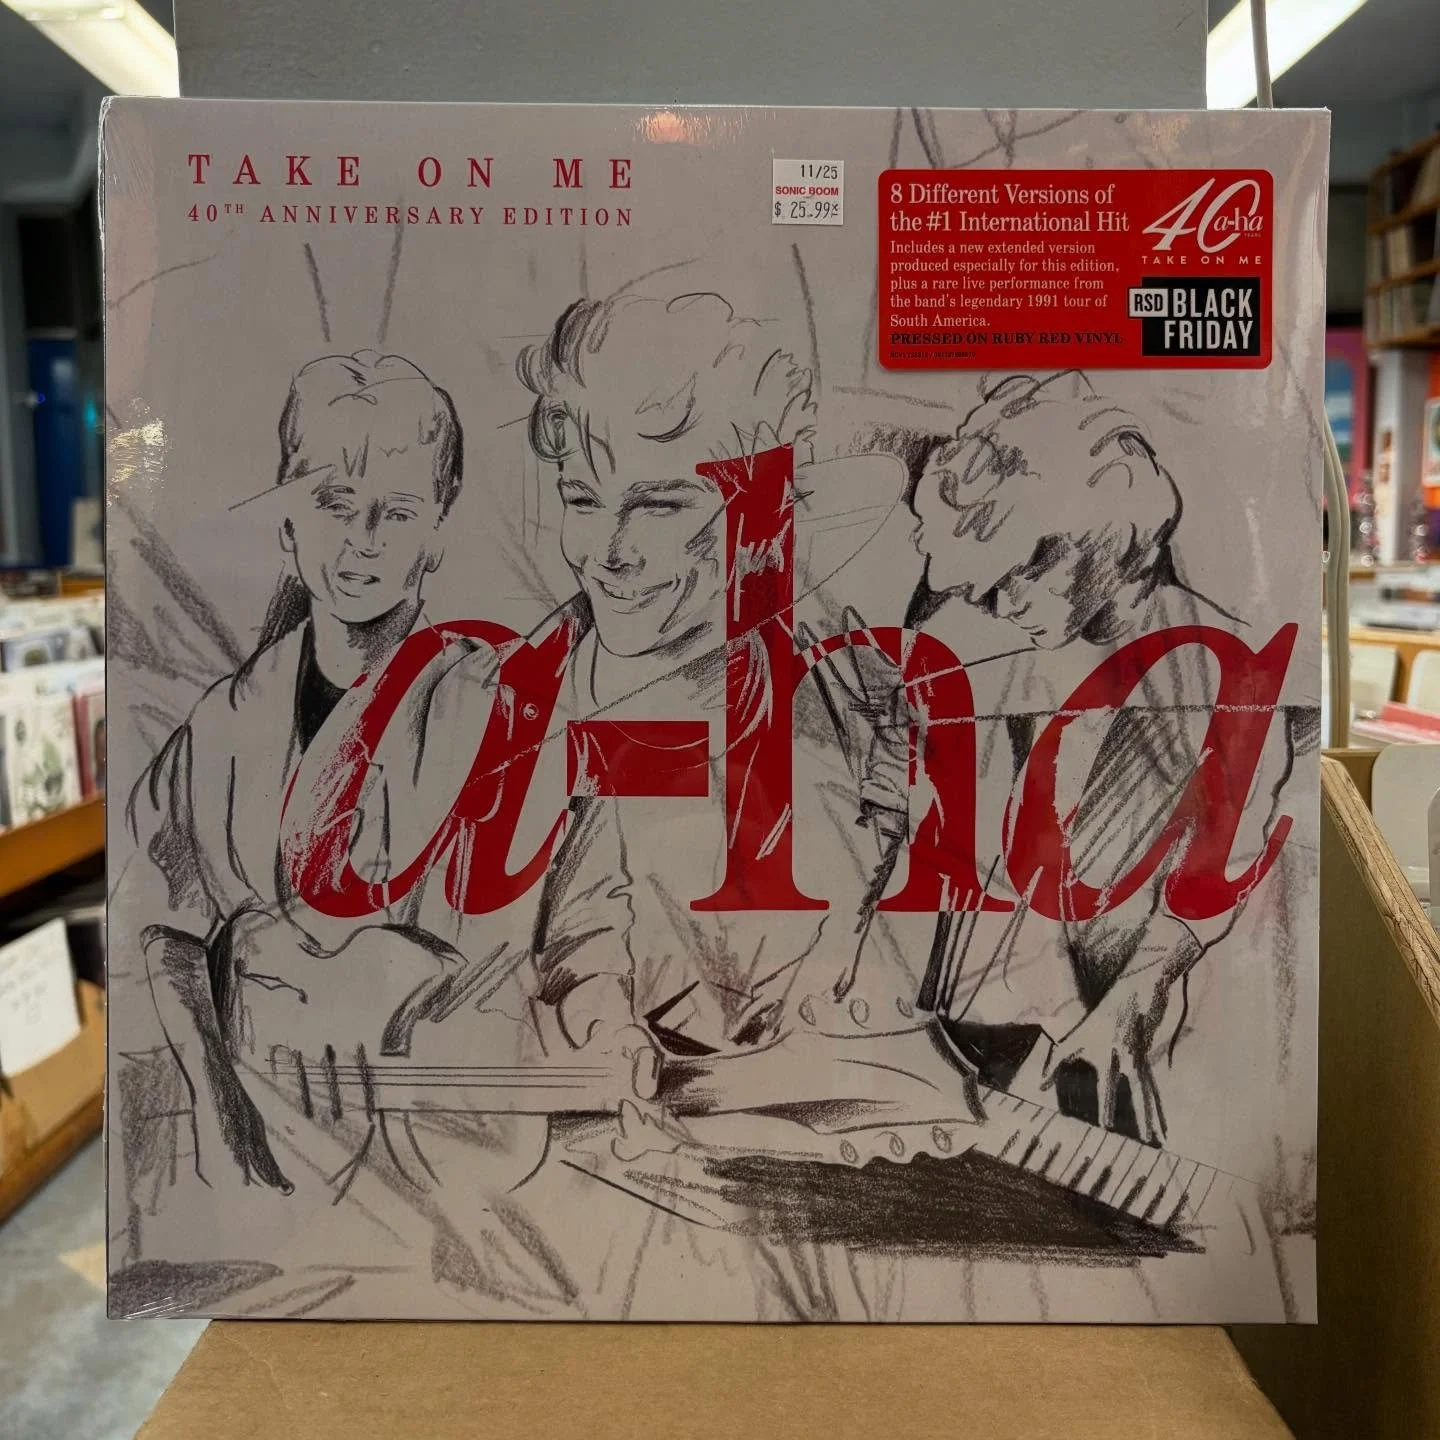 TAKE ON ME
40TH ANNIVERSARY EDITION
11/25
SONIC BOOM
$ 25.99
8 Different Versions of
the #1 International Hit
Includes a new extended version
produced especially for this edition,
plus a rare live performance from
the band's legendary 1991 tour of
South America.
PRESSED ON RUBY RED VINYL
40
a-ha
YEARS
TAKE ON ME
RSD BLACK
FRIDAY
a-ha